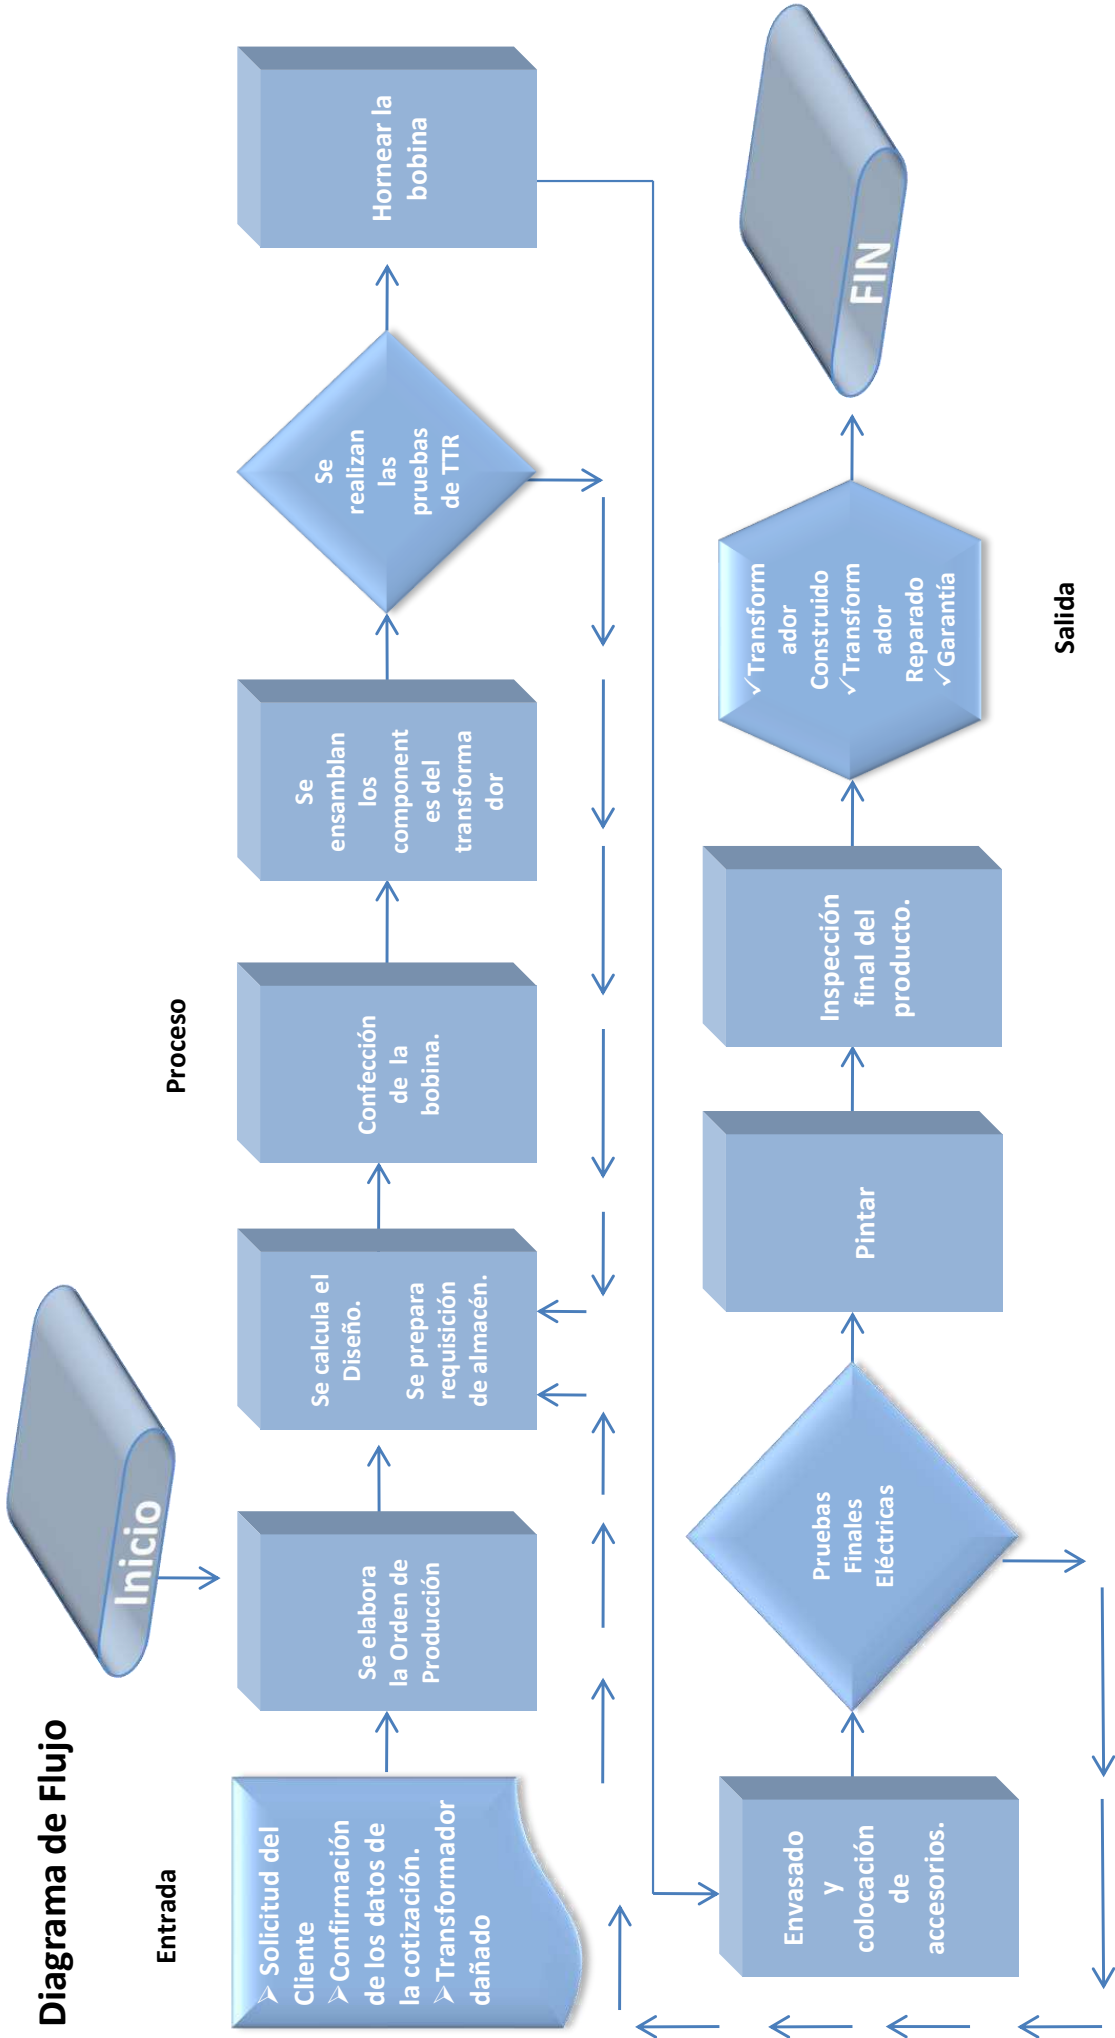 Diagrama de Flujo
Inicio
Entrada
Proceso
➢ Solicitud del
Cliente
➢ Confirmación
de los datos de
la cotización.
➢ Transformador
dañado
Se elabora
la Orden de
Producción
Se calcula el
Diseño.
Se prepara
requisición
de almacén.
Confección
de la
bobina.
Se
ensamblan
los
component
es del
transforma
dor
Se
realizan
las
pruebas
de TTR
Hornear la
bobina
Envasado
y
colocación
de
accesorios.
Pruebas
Finales
Eléctricas
Pintar
Inspección
final del
producto.
✓Transform
ador
Construido
✓Transform
ador
Reparado
✓Garantía
FIN
Salida